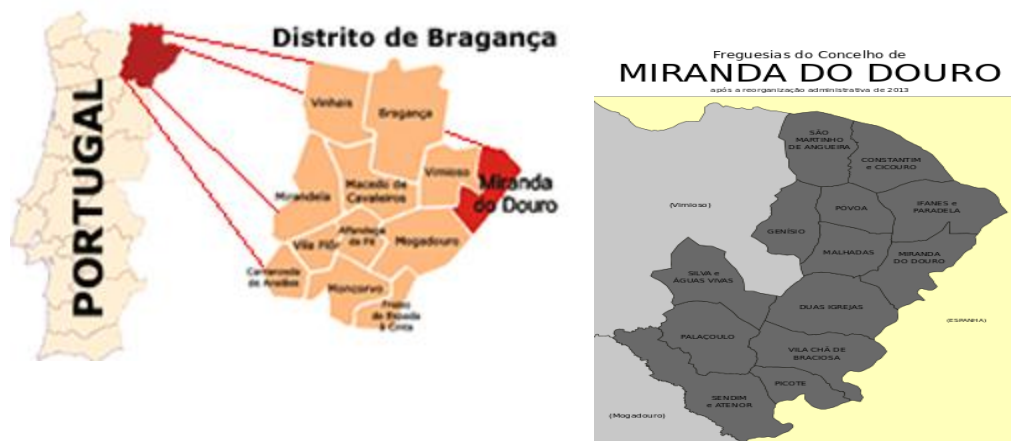 Distrito de Bragança
PORTUGAL
Vinhais
Bragança
Vimioso
Miranda
do Douro
Mirandela
Macedo de
Cavaleiros
Alfandega
da Fé
Vila Flôr
Mogadouro
Carrazeda
de Ansiães
Moncorvo
Freixo
de Espada
à Cinta
Freguesias do Concelho de
MIRANDA DO DOURO
após a reorganização administrativa de 2013
SÃO
MARTINHO
DE ANGUEIRA
CONSTANTIM
e CICOURO
(Vimioso)
POVOA
IFANES e
PARADELA
GENÍSIO
MALHADAS
MIRANDA
DO DOURO
SILVA e
ÁGUAS VIVAS
DUAS IGREJAS
(ESPANHA)
PALAÇOULO
VILA CHÃ DE
BRACIOSA
PICOTE
SENDIM
e ATENOR
(Mogadouro)